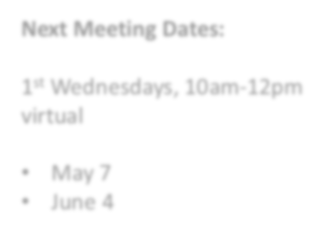 Next Meeting Dates:
1st Wednesdays, 10am-12pm
virtual
• May 7
• June 4